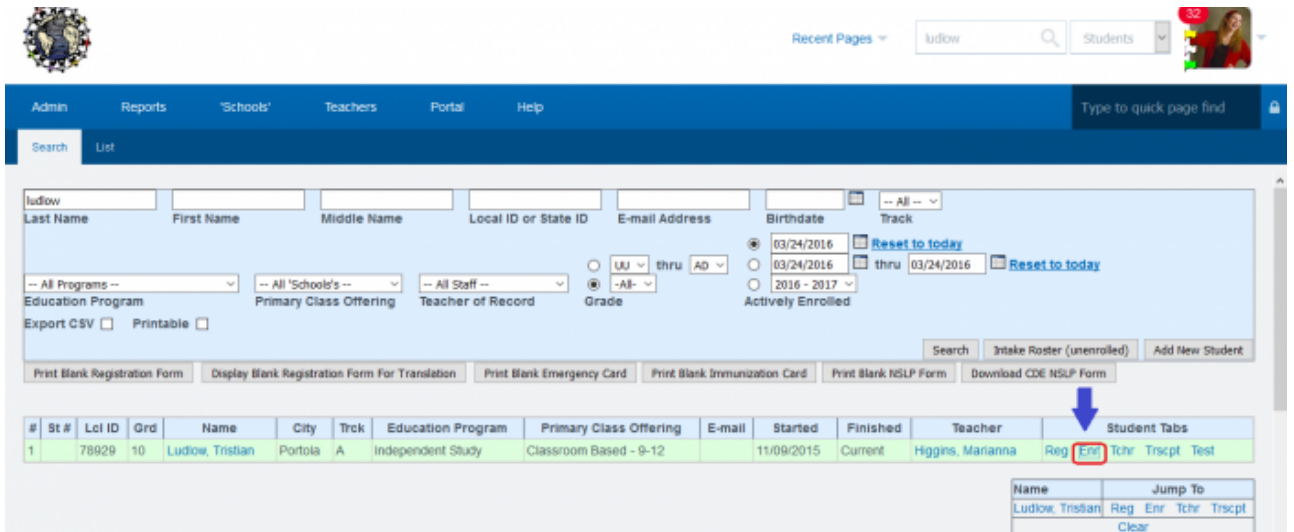 32
Recent Pages ludlow Students
Admin Reports 'Schools' Teachers Portal Help Type to quick page find
Search List
ludlow -- All --
Last Name First Name Middle Name Local ID or State ID E-mail Address Birthdate Track
03/24/2016 Reset to today
UU thru AD 03/24/2016 thru 03/24/2016 Reset to today
-- All Programs -- -- All 'Schools's -- -- All Staff -- -All- 2016 - 2017
Education Program Primary Class Offering Teacher of Record Grade Actively Enrolled
Export CSV Printable
Search Intake Roster (unenrolled) Add New Student
Print Blank Registration Form Display Blank Registration Form For Translation Print Blank Emergency Card Print Blank Immunization Card Print Blank NSLP Form Download CDE NSLP Form
# St # Lcl ID Grd Name City Trck Education Program Primary Class Offering E-mail Started Finished Teacher Student Tabs
1 78929 10 Ludlow, Tristian Portola A Independent Study Classroom Based - 9-12 11/09/2015 Current Higgins, Marianna Reg Enr Tchr Trscpt Test
Name Jump To
Ludlow, Tristian Reg Enr Tchr Trscpt
Clear